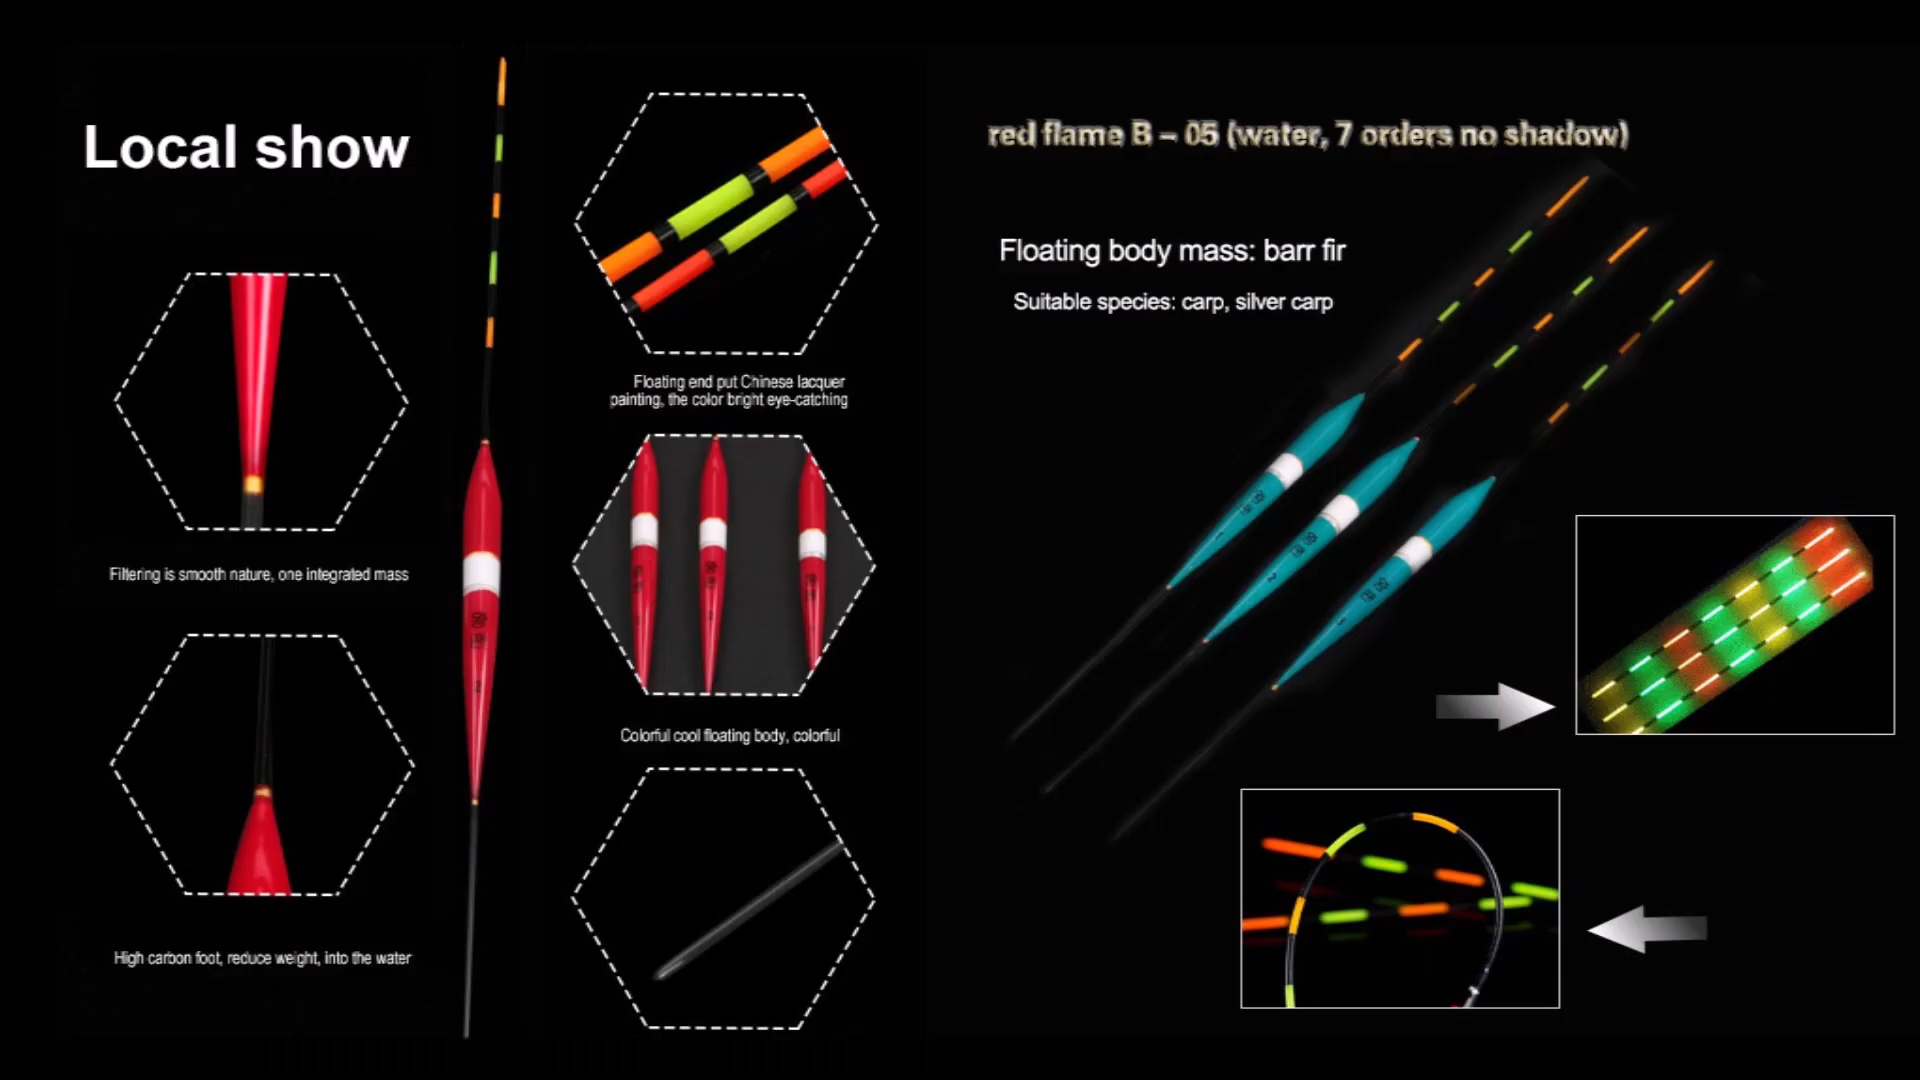 Local show
Filtering is smooth nature, one integrated mass
High carbon foot, reduce weight, into the water
Floating end put Chinese lacquer
painting, the color bright eye-catching
Colorful cool floating body, colorful
red flame B – 05 (water, 7 orders no shadow)
Floating body mass: barr fir
Suitable species: carp, silver carp